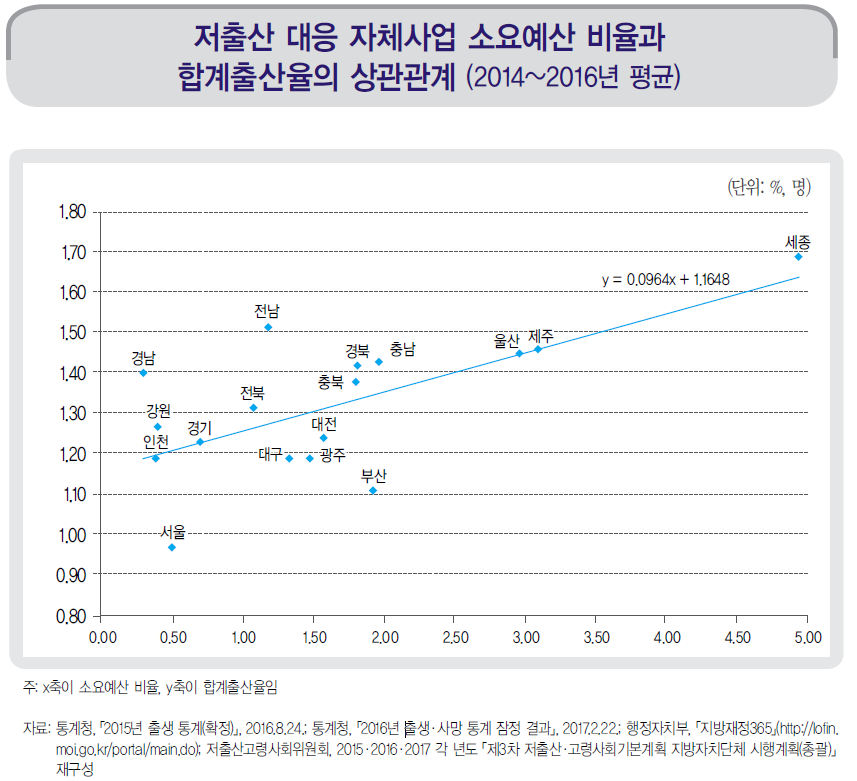 저출산 대응 자체사업 소요예산 비율과
합계출산율의 상관관계 (2014~2016년 평균)
(단위: %, 명)
1.80
1.70
1.60
1.50
1.40
1.30
1.20
1.10
1.00
0.90
0.80
세종
y = 0.0964x + 1.1648
전남
울산
제주
경북
충남
경남
충북
전북
강원
경기
대전
인천
대구
광주
부산
서울
0.00 0.50 1.00 1.50 2.00 2.50 3.00 3.50 4.00 4.50 5.00
주: x축이 소요예산 비율, y축이 합계출산율임
자료: 통계청, 「2015년 출생 통계(확정)」, 2016.8.24.; 통계청, 「2016년 출생·사망 통계 잠정 결과」, 2017.2.22.; 행정자치부, 「지방재정365」(http://lofin.
moi.go.kr/portal/main.do); 저출산고령사회위원회, 2015·2016·2017 각 년도 「제3차 저출산·고령사회기본계획 지방자치단체 시행계획(총괄)」
재구성